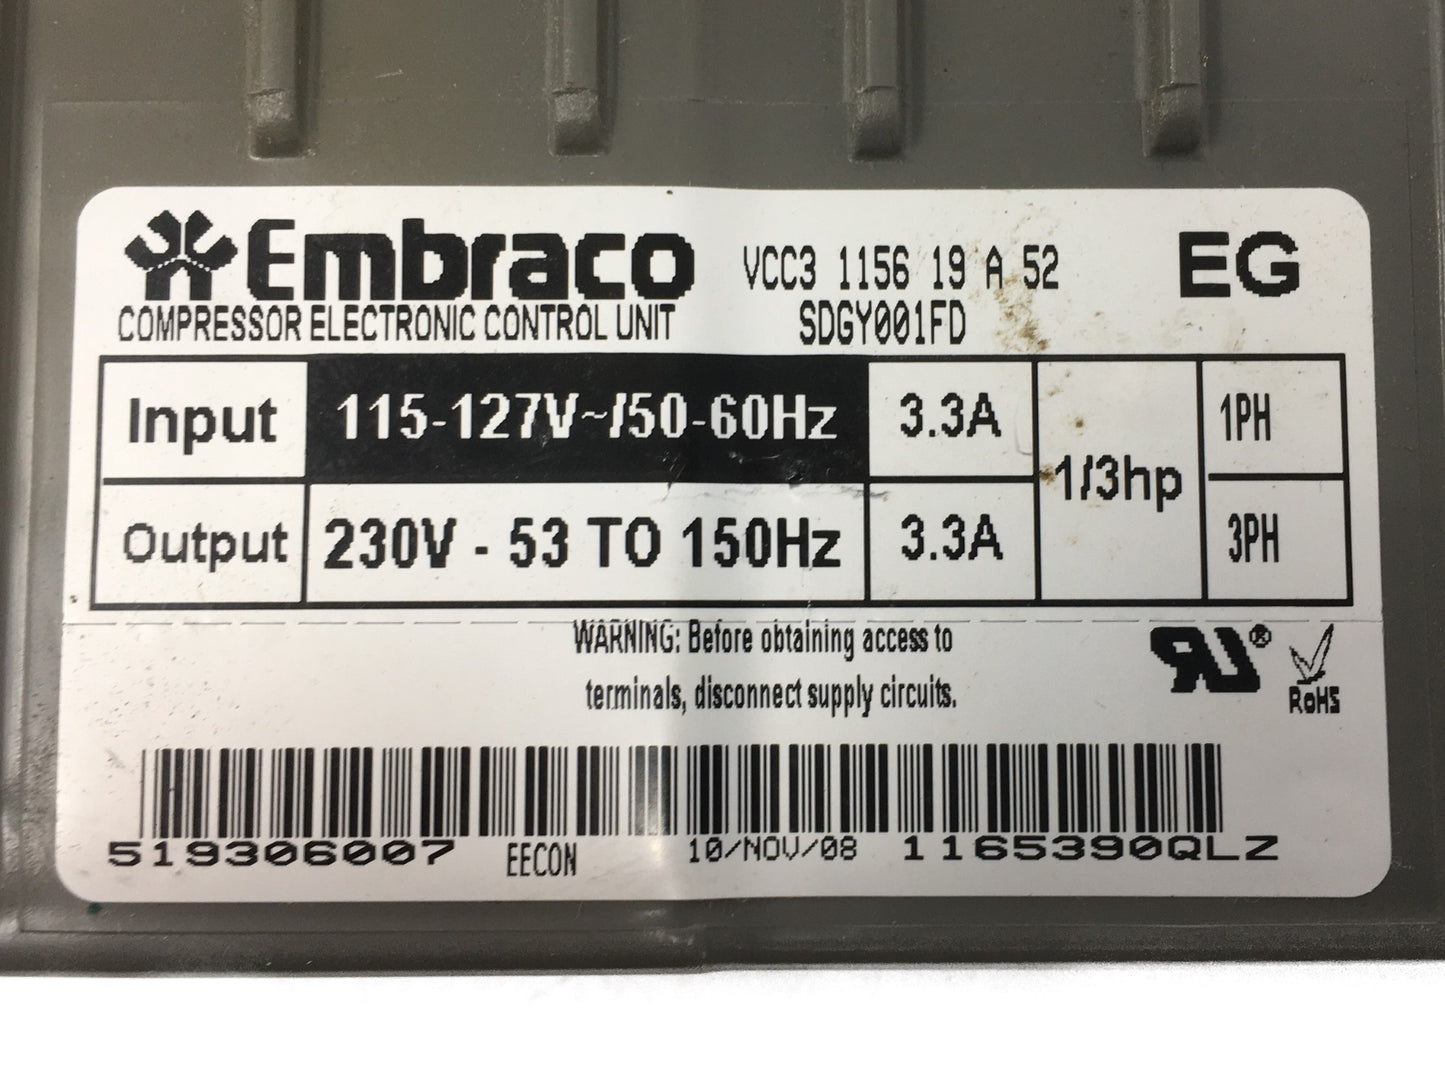 Embraco VCC3 1156 19 A 52 EG
COMPRESSOR ELECTRONIC CONTROL UNIT SDGY001FD
Input 115-127V~/50-60Hz 3.3A 1PH
1/3hp
Output 230V - 53 TO 150Hz 3.3A 3PH
WARNING: Before obtaining access to
terminals, disconnect supply circuits.
RU®
RoHS
519306007 EECON 10/NOV/08 1165390QLZ